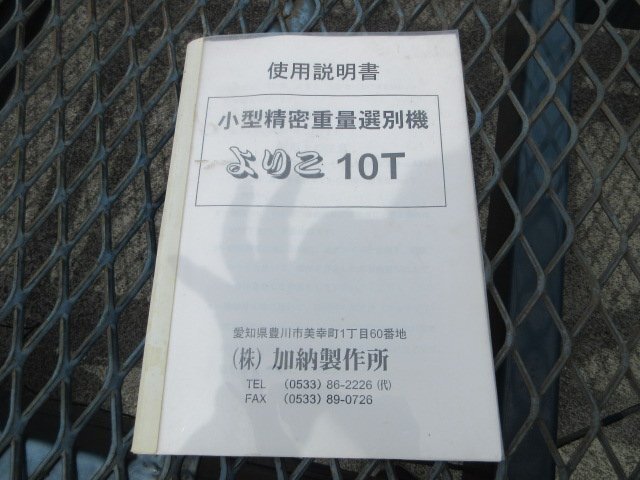 使用説明書
小型精密重量選別機
よりこ 10T
愛知県豊川市美幸町1丁目60番地
(株) 加納製作所
TEL (0533) 86-2226 (代)
FAX (0533) 89-0726